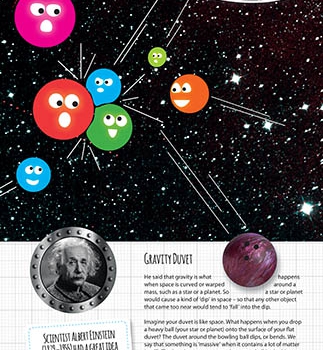 GRAVITY DUVET
He said that gravity is what happens
when space is curved or warped around a
mass, such as a star or a planet. So a star or planet
would cause a kind of 'dip' in space – so that any other object
that came too near would tend to 'fall' into the dip.
Imagine your duvet is like space. What happens when you drop
a heavy ball (your star or planet) onto the surface of your flat
duvet? The duvet around the bowling ball dips, or bends. We
say that something is 'massive' when it contains a lot of matter
SCIENTIST ALBERT EINSTEIN
(1879–1955) HAD A GREAT IDEA